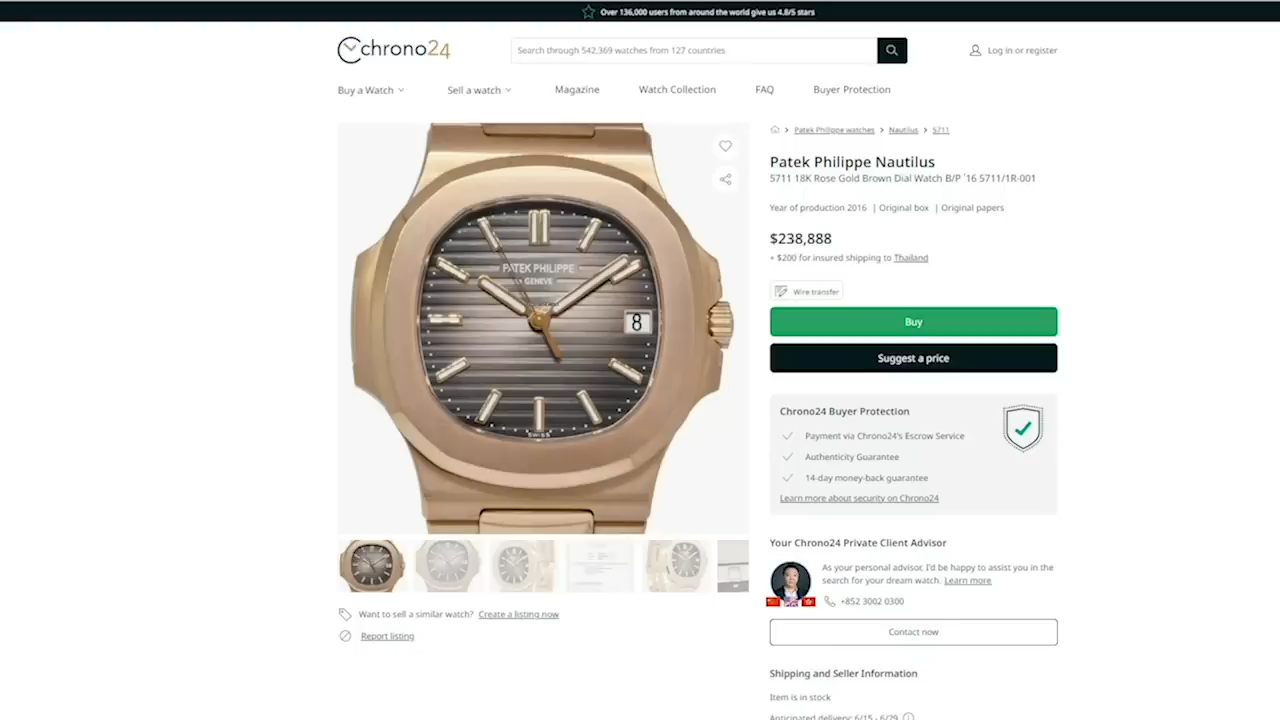 Over 136,000 users from around the world give us 4.8/5 stars
chrono24
Search through 542,369 watches from 127 countries
Log in or register
Buy a Watch
Sell a watch
Magazine
Watch Collection
FAQ
Buyer Protection
Patek Philippe watches > Nautilus > 5711
Patek Philippe Nautilus
5711 18K Rose Gold Brown Dial Watch B/P '16 5711/1R-001
Year of production 2016 | Original box | Original papers
$238,888
+ $200 for insured shipping to Thailand
Wire transfer
Buy
Suggest a price
PATEK PHILIPPE
GENEVE
8
SWISS
Chrono24 Buyer Protection
Payment via Chrono24's Escrow Service
Authenticity Guarantee
14-day money-back guarantee
Learn more about security on Chrono24
Want to sell a similar watch? Create a listing now
Report listing
Your Chrono24 Private Client Advisor
As your personal advisor, I'd be happy to assist you in the
search for your dream watch. Learn more
+852 3002 0300
Contact now
Shipping and Seller Information
Item is in stock
Anticipated delivery: 6/15 - 6/29